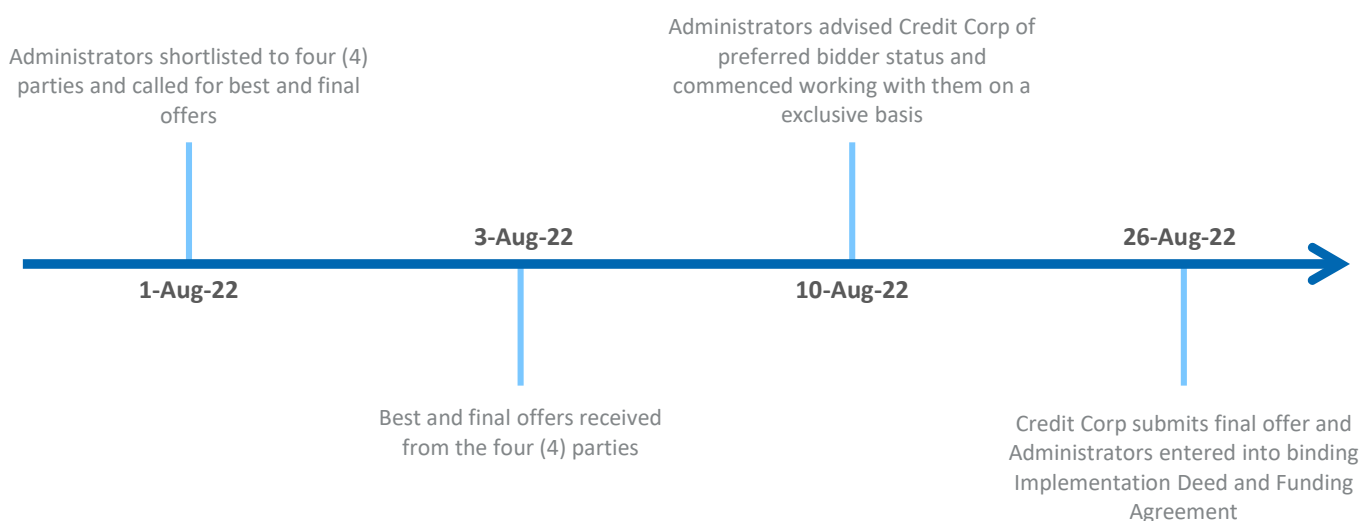 Administrators shortlisted to four (4)
parties and called for best and final
offers
1-Aug-22
3-Aug-22
Best and final offers received
from the four (4) parties
Administrators advised Credit Corp of
preferred bidder status and
commenced working with them on a
exclusive basis
10-Aug-22
26-Aug-22
Credit Corp submits final offer and
Administrators entered into binding
Implementation Deed and Funding
Agreement